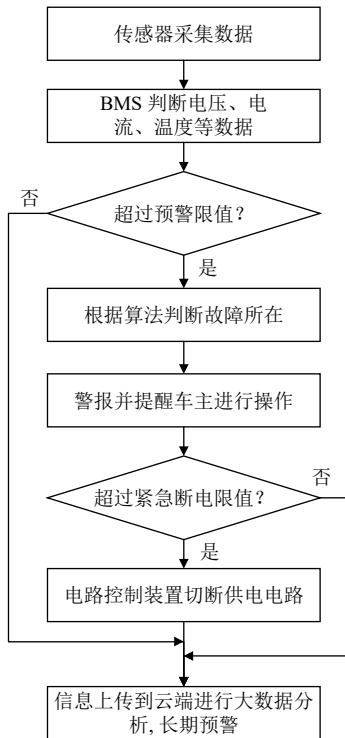 传感器采集数据
BMS 判断电压、电
流、温度等数据
否
超过预警限值？
是
根据算法判断故障所在
警报并提醒车主进行操作
否
超过紧急断电限值？
是
电路控制装置切断供电电路
信息上传到云端进行大数据分
析, 长期预警